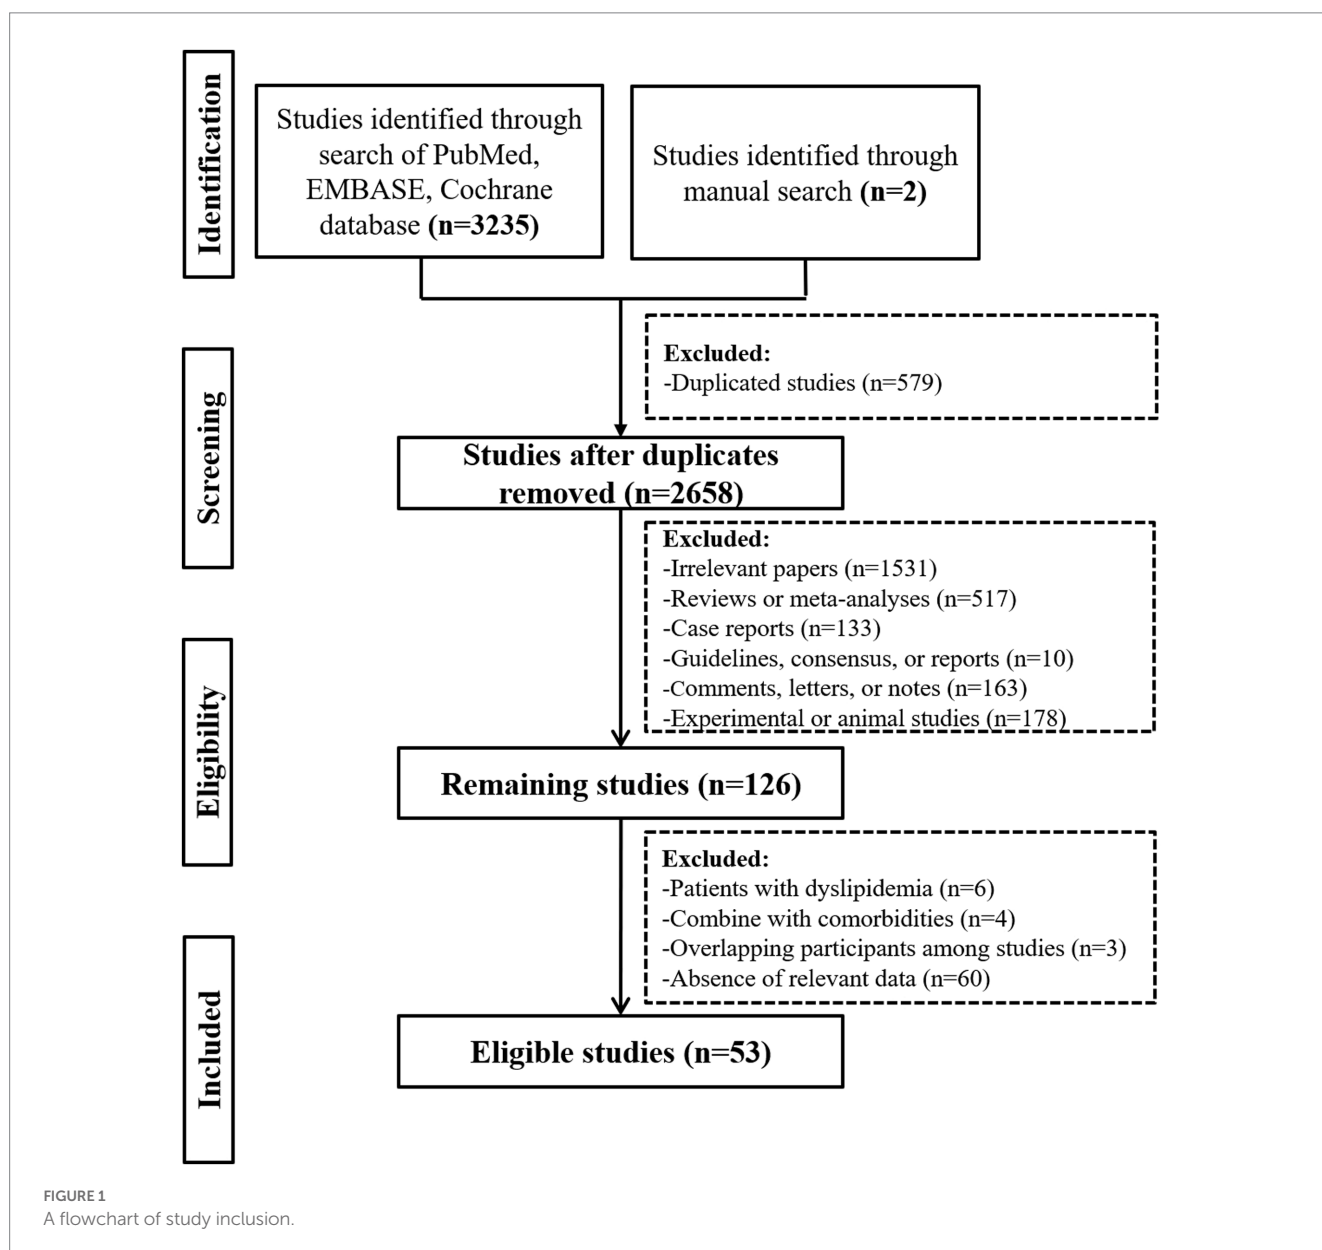 Identification
Studies identified through
search of PubMed,
EMBASE, Cochrane
database (n=3235)
Studies identified through
manual search (n=2)
Excluded:
-Duplicated studies (n=579)
Screening
Studies after duplicates
removed (n=2658)
Excluded:
-Irrelevant papers (n=1531)
-Reviews or meta-analyses (n=517)
-Case reports (n=133)
-Guidelines, consensus, or reports (n=10)
-Comments, letters, or notes (n=163)
-Experimental or animal studies (n=178)
Eligibility
Remaining studies (n=126)
Excluded:
-Patients with dyslipidemia (n=6)
-Combine with comorbidities (n=4)
-Overlapping participants among studies (n=3)
-Absence of relevant data (n=60)
Included
Eligible studies (n=53)
FIGURE 1
A flowchart of study inclusion.